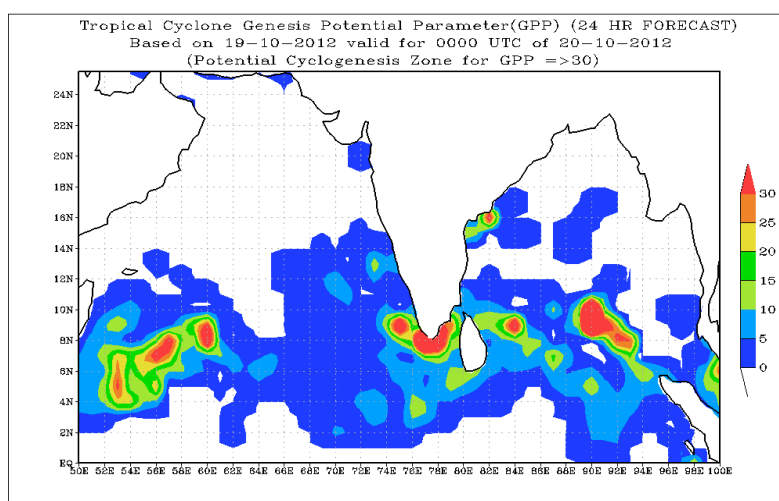 Tropical Cyclone Genesis Potential Parameter(GPP) (24 HR FORECAST)
Based on 19-10-2012 valid for 0000 UTC of 20-10-2012
(Potential Cyclogenesis Zone for GPP =>30)
24N
22N
20N
18N
16N
14N
12N
10N
8N
6N
4N
2N
EQ
50E 52E 54E 56E 58E 60E 62E 64E 66E 68E 70E 72E 74E 76E 78E 80E 82E 84E 86E 88E 90E 92E 94E 96E 98E 100E
30
25
20
15
10
5
0